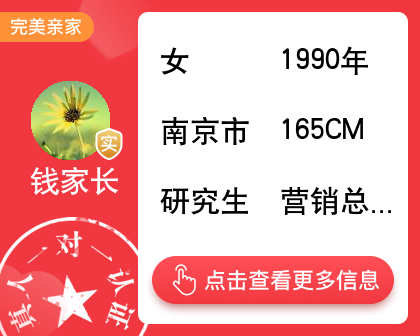 完美亲家
女 1990年
南京市 165CM
研究生 营销总...
实
钱家长
真人一对一认证
点击查看更多信息